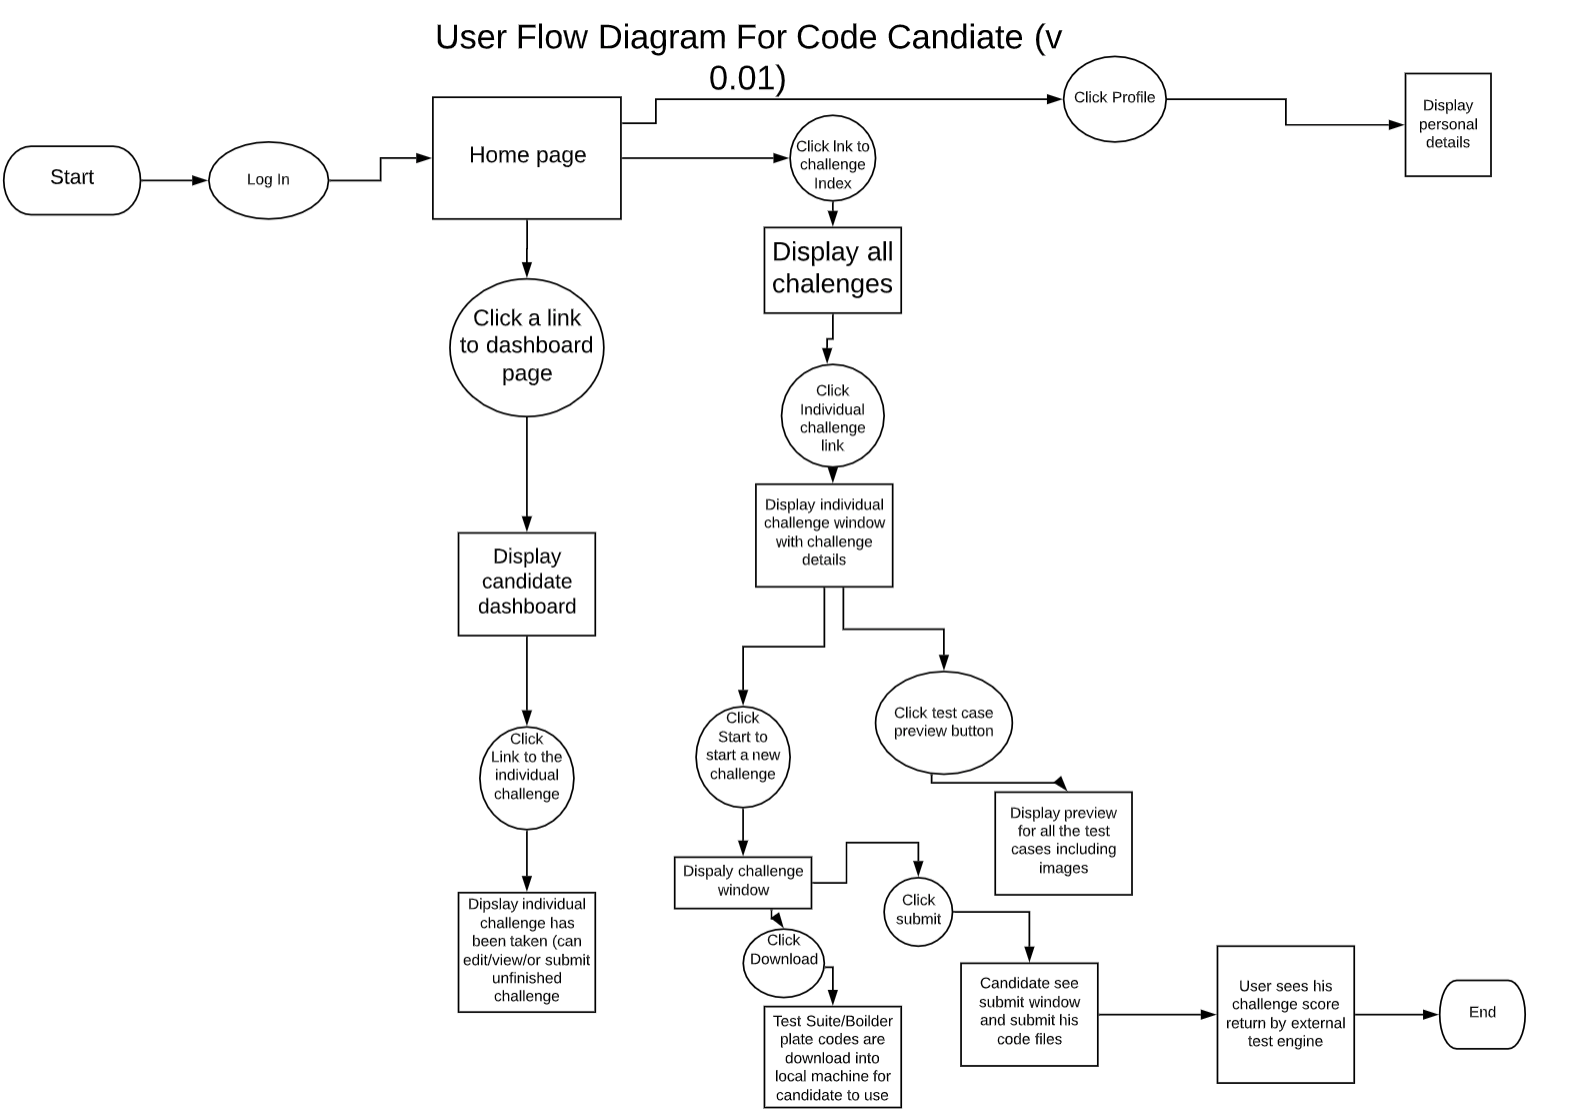 User Flow Diagram For Code Candiate (v
0.01)
Click Profile
Display
personal
details
Start
Log In
Home page
Click lnk to
challenge
Index
Display all
chalenges
Click a link
to dashboard
page
Click
Individual
challenge
link
Display individual
challenge window
with challenge
details
Display
candidate
dashboard
Click
Link to the
individual
challenge
Click
Start to
start a new
challenge
Click test case
preview button
Display preview
for all the test
cases including
images
Dispaly challenge
window
Click
submit
Dipslay individual
challenge has
been taken (can
edit/view/or submit
unfinished
challenge
Click
Download
Test Suite/Boilder
plate codes are
download into
local machine for
candidate to use
Candidate see
submit window
and submit his
code files
User sees his
challenge score
return by external
test engine
End